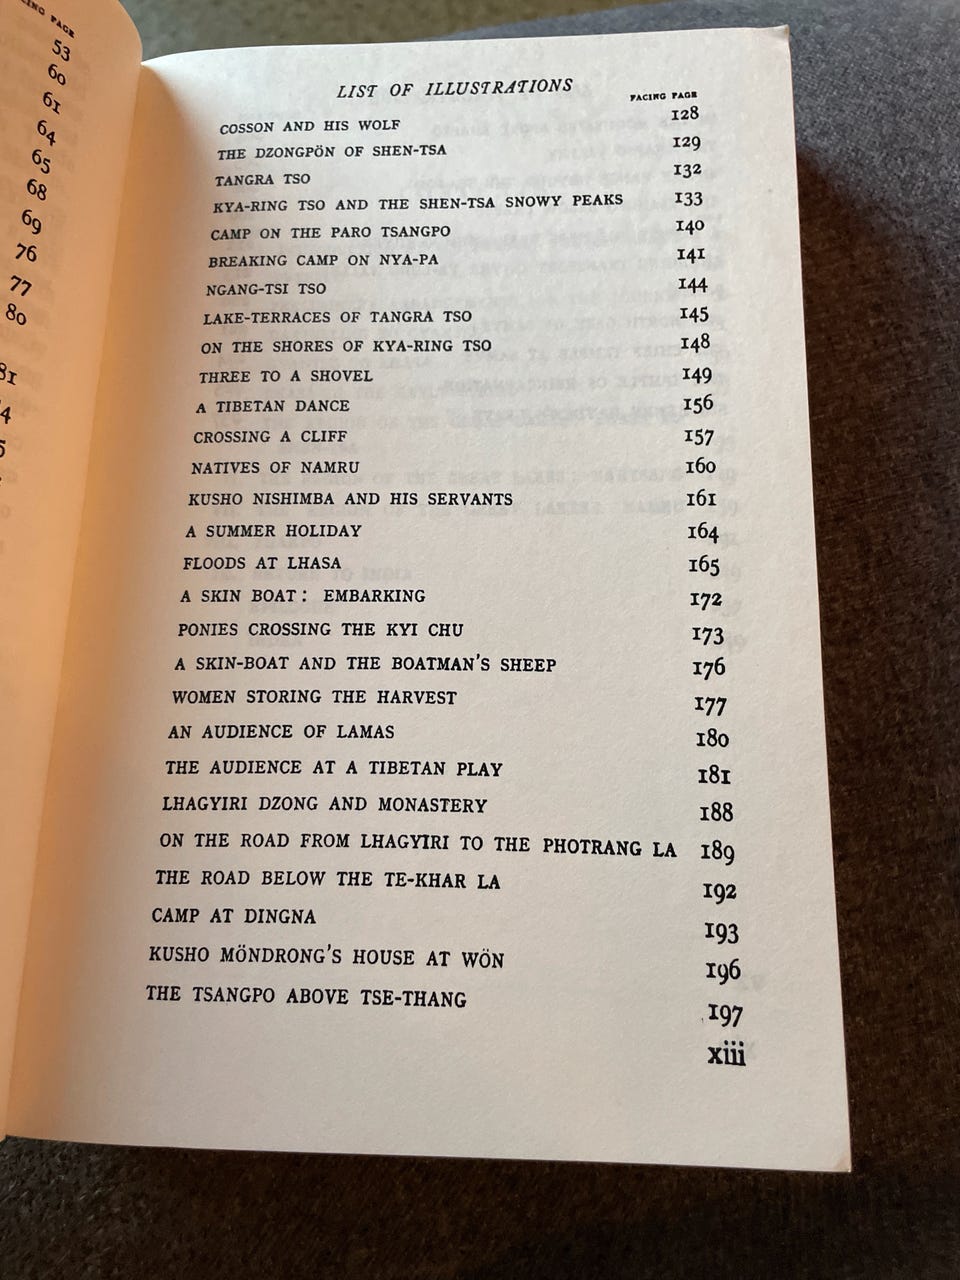 FACING PAGE
53
60
61
64
65
68
69
76
77
80
81
LIST OF ILLUSTRATIONS
FACING PAGE
COSSON AND HIS WOLF 128
THE DZONGPÖN OF SHEN-TSA 129
TANGRA TSO 132
KYA-RING TSO AND THE SHEN-TSA SNOWY PEAKS 133
CAMP ON THE PARO TSANGPO 140
BREAKING CAMP ON NYA-PA 141
NGANG-TSI TSO 144
LAKE-TERRACES OF TANGRA TSO 145
ON THE SHORES OF KYA-RING TSO 148
THREE TO A SHOVEL 149
A TIBETAN DANCE 156
CROSSING A CLIFF 157
NATIVES OF NAMRU 160
KUSHO NISHIMBA AND HIS SERVANTS 161
A SUMMER HOLIDAY 164
FLOODS AT LHASA 165
A SKIN BOAT: EMBARKING 172
PONIES CROSSING THE KYI CHU 173
A SKIN-BOAT AND THE BOATMAN'S SHEEP 176
WOMEN STORING THE HARVEST 177
AN AUDIENCE OF LAMAS 180
THE AUDIENCE AT A TIBETAN PLAY 181
LHAGYIRI DZONG AND MONASTERY 188
ON THE ROAD FROM LHAGYIRI TO THE PHOTRANG LA 189
THE ROAD BELOW THE TE-KHAR LA 192
CAMP AT DINGNA 193
KUSHO MÖNDRONG'S HOUSE AT WÖN 196
THE TSANGPO ABOVE TSE-THANG 197
xiii